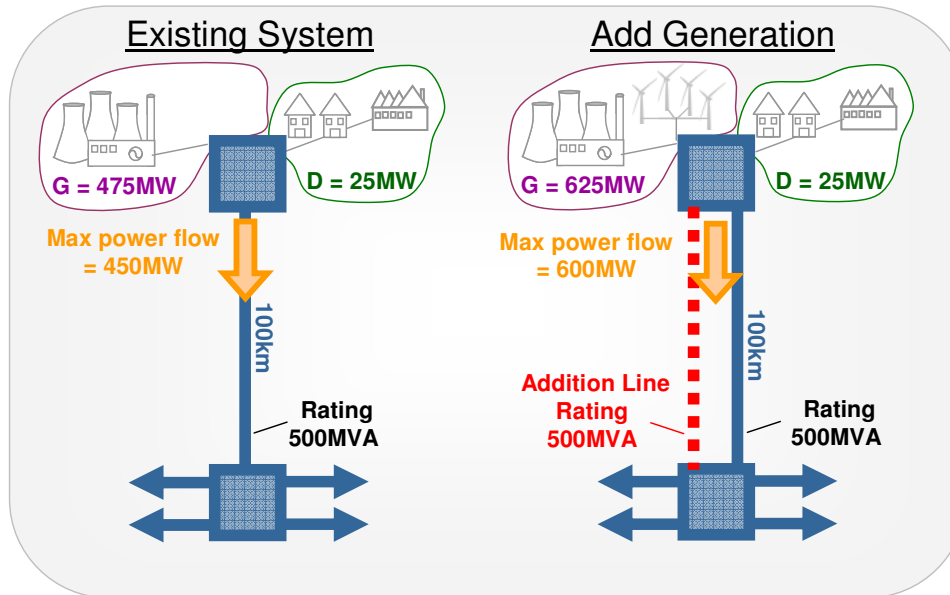 Existing System
G = 475MW
D = 25MW
Max power flow
= 450MW
100km
Rating
500MVA
Add Generation
G = 625MW
D = 25MW
Max power flow
= 600MW
100km
Addition Line
Rating
500MVA
Rating
500MVA